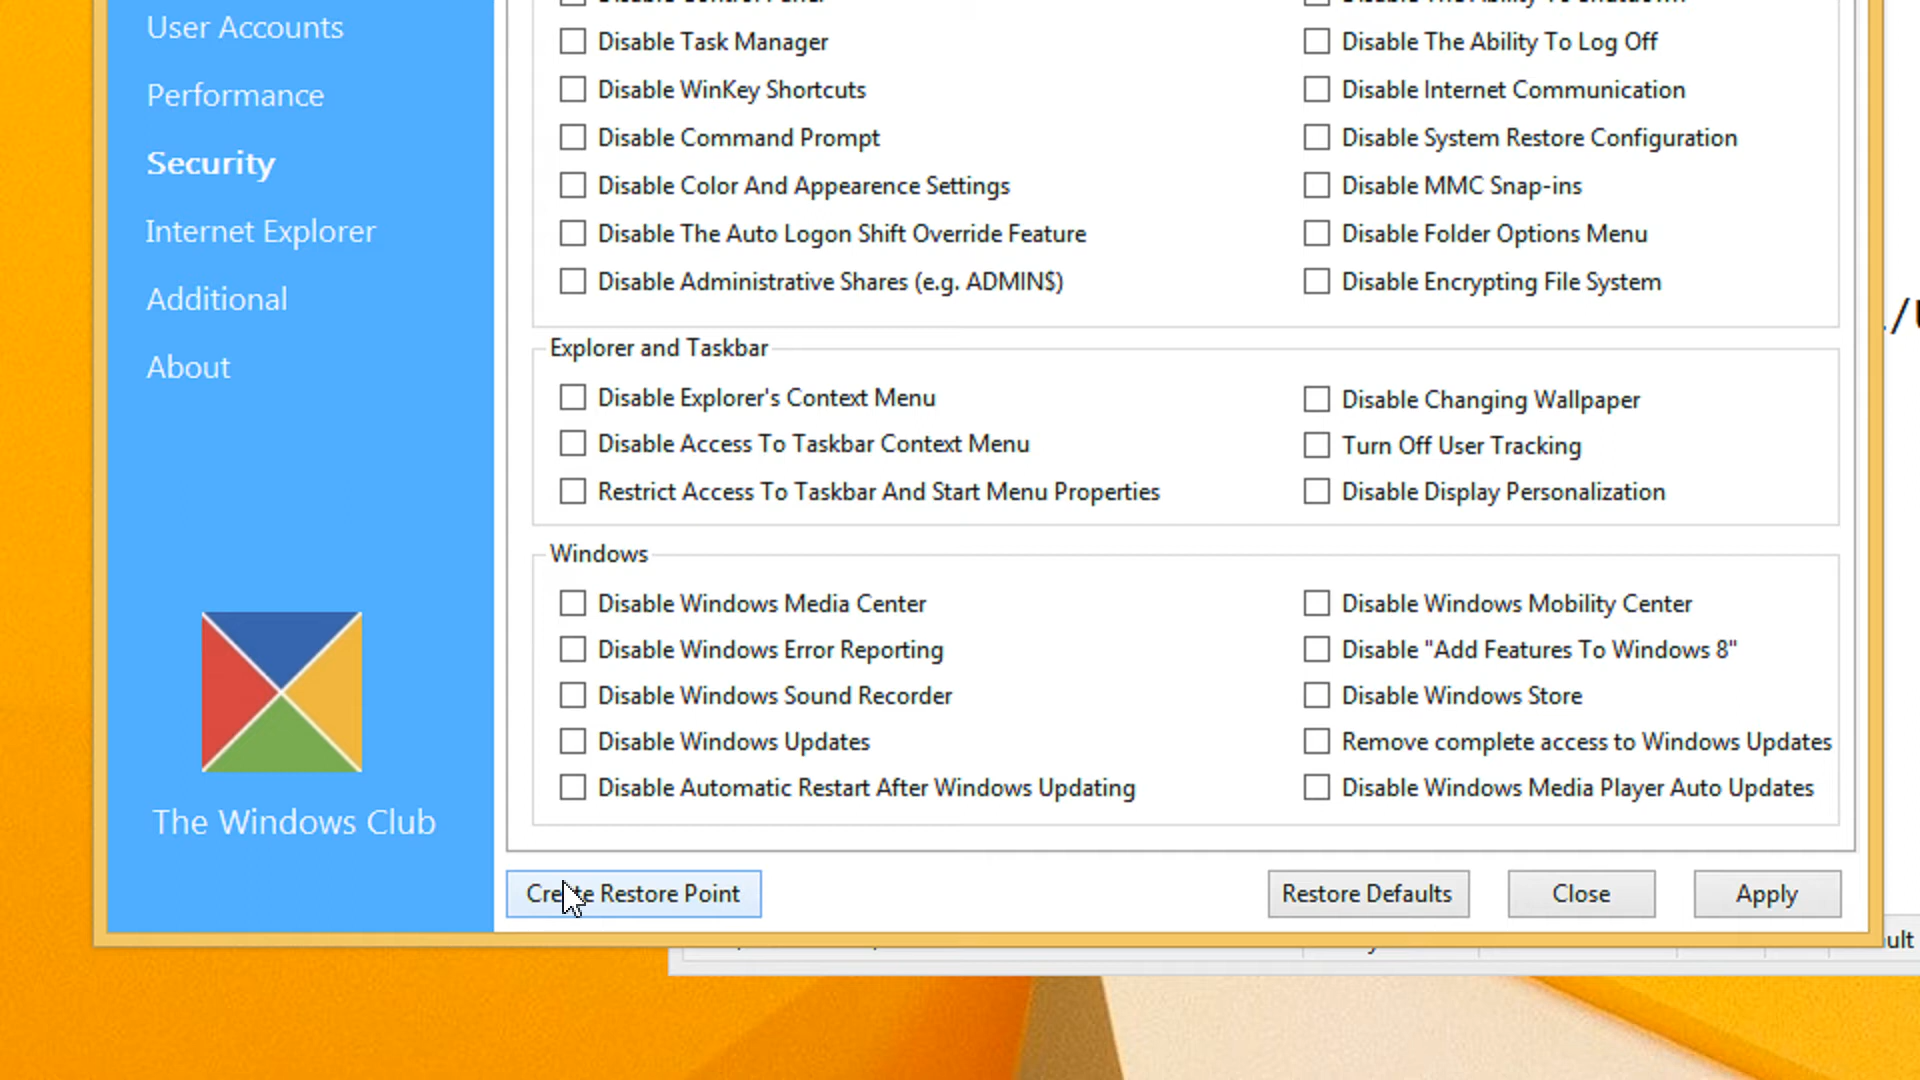 User Accounts
Performance
Security
Internet Explorer
Additional
About
The Windows Club
Disable Task Manager
Disable The Ability To Log Off
Disable WinKey Shortcuts
Disable Internet Communication
Disable Command Prompt
Disable System Restore Configuration
Disable Color And Appearence Settings
Disable MMC Snap-ins
Disable The Auto Logon Shift Override Feature
Disable Folder Options Menu
Disable Administrative Shares (e.g. ADMIN$)
Disable Encrypting File System
Explorer and Taskbar
Disable Explorer's Context Menu
Disable Changing Wallpaper
Disable Access To Taskbar Context Menu
Turn Off User Tracking
Restrict Access To Taskbar And Start Menu Properties
Disable Display Personalization
Windows
Disable Windows Media Center
Disable Windows Mobility Center
Disable Windows Error Reporting
Disable "Add Features To Windows 8"
Disable Windows Sound Recorder
Disable Windows Store
Disable Windows Updates
Remove complete access to Windows Updates
Disable Automatic Restart After Windows Updating
Disable Windows Media Player Auto Updates
Create Restore Point
Restore Defaults
Close
Apply